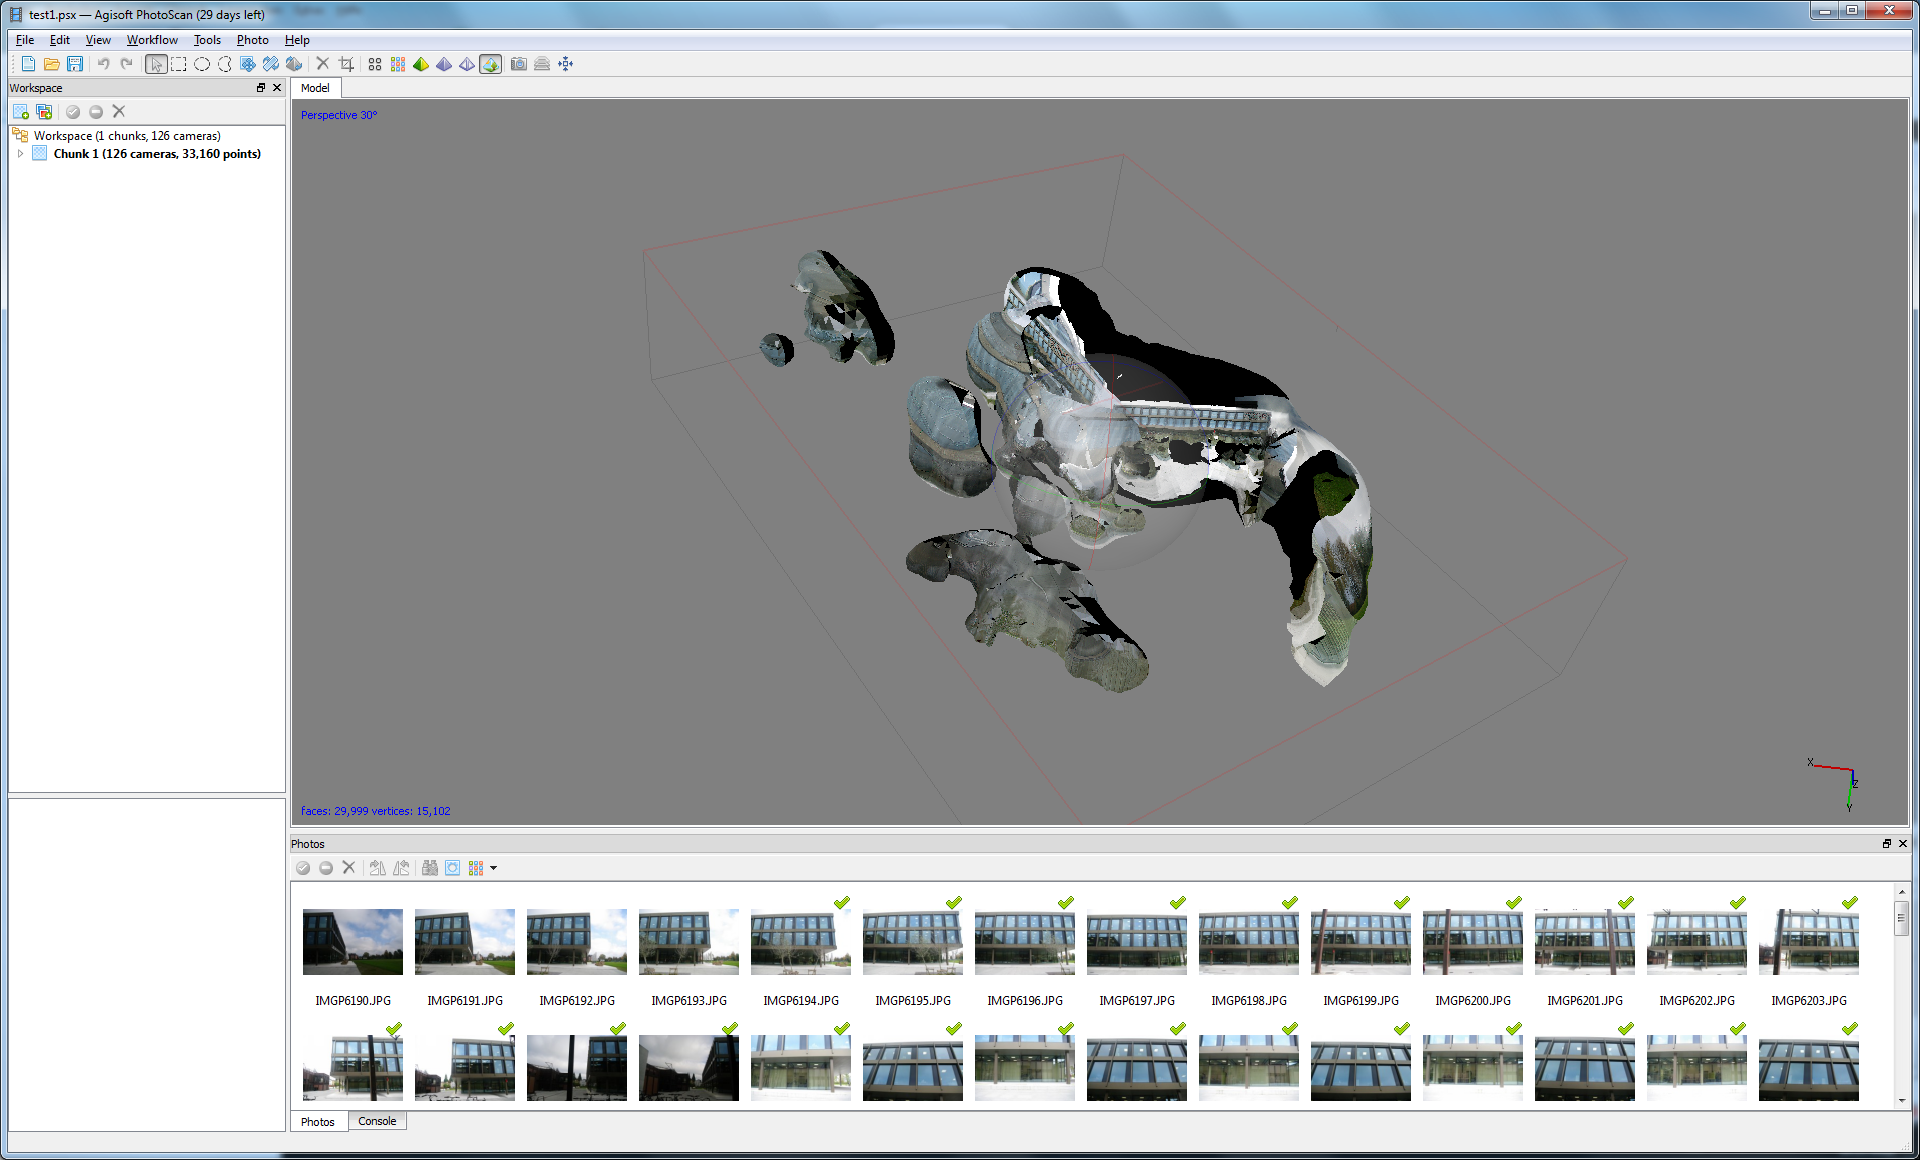 test1.psx — Agisoft PhotoScan (29 days left)
File Edit View Workflow Tools Photo Help
Workspace
Model
Perspective 30°
Workspace (1 chunks, 126 cameras)
Chunk 1 (126 cameras, 33,160 points)
X
Z
Y
faces: 29,999 vertices: 15,102
Photos
IMGP6190.JPG IMGP6191.JPG IMGP6192.JPG IMGP6193.JPG IMGP6194.JPG IMGP6195.JPG IMGP6196.JPG IMGP6197.JPG IMGP6198.JPG IMGP6199.JPG IMGP6200.JPG IMGP6201.JPG IMGP6202.JPG IMGP6203.JPG
Photos Console